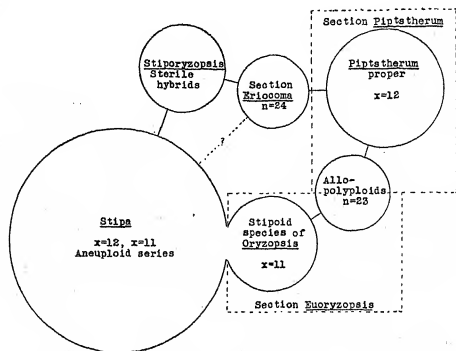 Section Piptatherum
Stiporyzopsis
Sterile
hybrids
Section
Eriocoma
n=24
Piptatherum
proper
x=12
?
Allo-
polyploids
n=23
Stipa
x=12, x=11
Aneuploid series
Stipoid
species of
Oryzopsis
x=11
Section Euoryzopsis